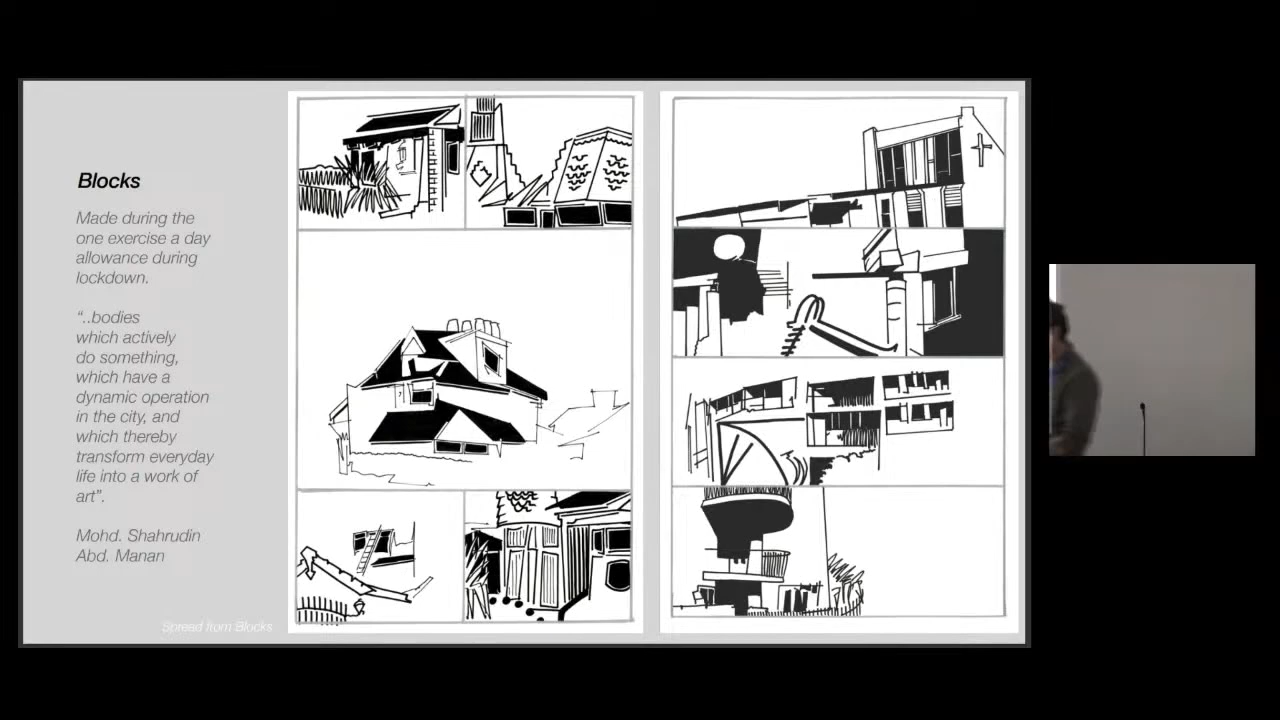 Blocks
Made during the
one exercise a day
allowance during
lockdown.
“..bodies
which actively
do something,
which have a
dynamic operation
in the city, and
which thereby
transform everyday
life into a work of
art”.
Mohd. Shahrudin
Abd. Manan
Spread from Blocks